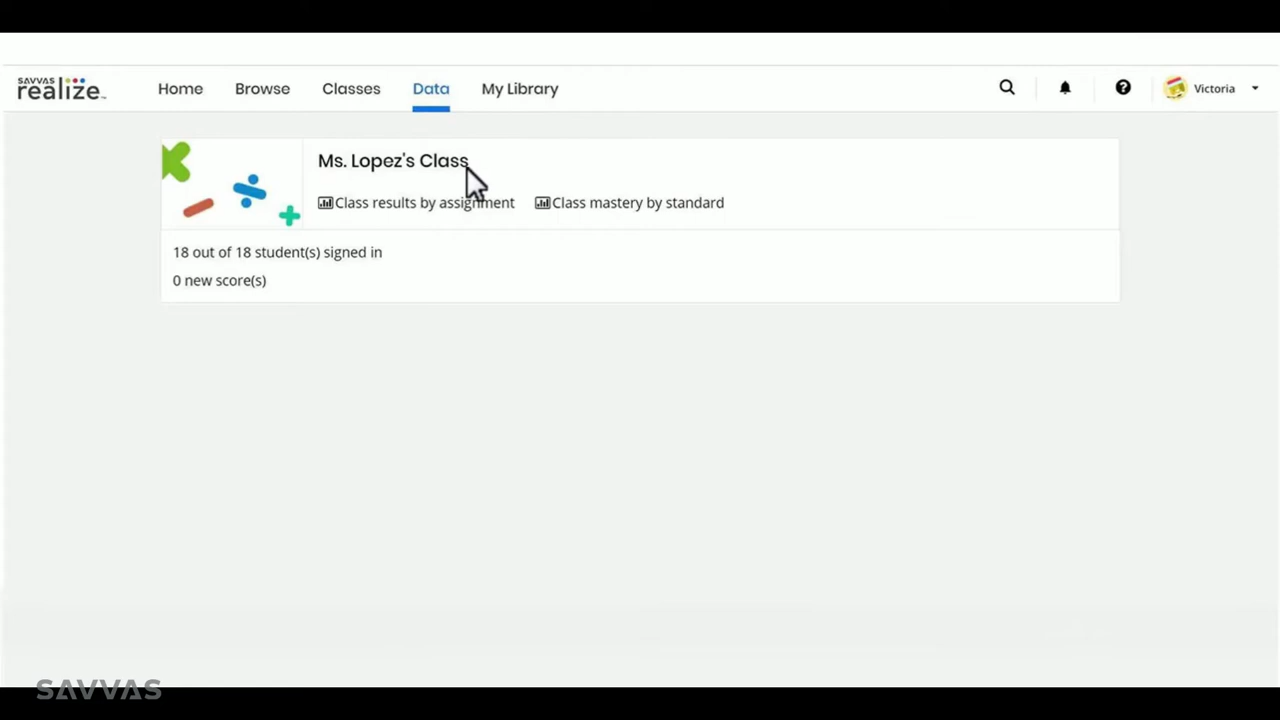 SAVVAS
realize™
Home Browse Classes Data My Library
Victoria
Ms. Lopez's Class
Class results by assignment Class mastery by standard
18 out of 18 student(s) signed in
0 new score(s)
SAVVAS